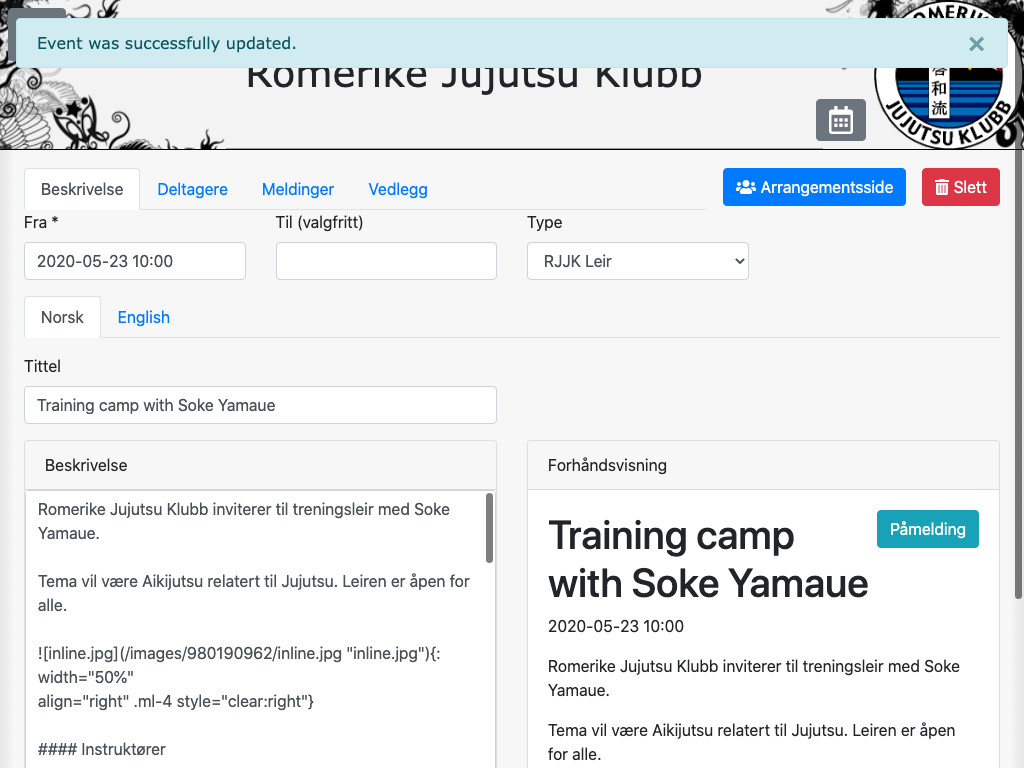 Event was successfully updated.
×
Romerike Jujutsu Klubb
ROMERIKE
啓和流
JUJUTSU KLUBB
Beskrivelse
Deltagere
Meldinger
Vedlegg
Arrangementsside
Slett
Fra *
Til (valgfritt)
Type
2020-05-23 10:00
RJJK Leir
Norsk
English
Tittel
Training camp with Soke Yamaue
Beskrivelse
Romerike Jujutsu Klubb inviterer til treningsleir med Soke
Yamaue.
Tema vil være Aikijutsu relatert til Jujutsu. Leiren er åpen for
alle.
![inline.jpg](/images/980190962/inline.jpg "inline.jpg"){:
width="50%"
align="right" .ml-4 style="clear:right"}
#### Instruktører
Forhåndsvisning
Training camp
with Soke Yamaue
Påmelding
2020-05-23 10:00
Romerike Jujutsu Klubb inviterer til treningsleir med Soke
Yamaue.
Tema vil være Aikijutsu relatert til Jujutsu. Leiren er åpen
for alle.